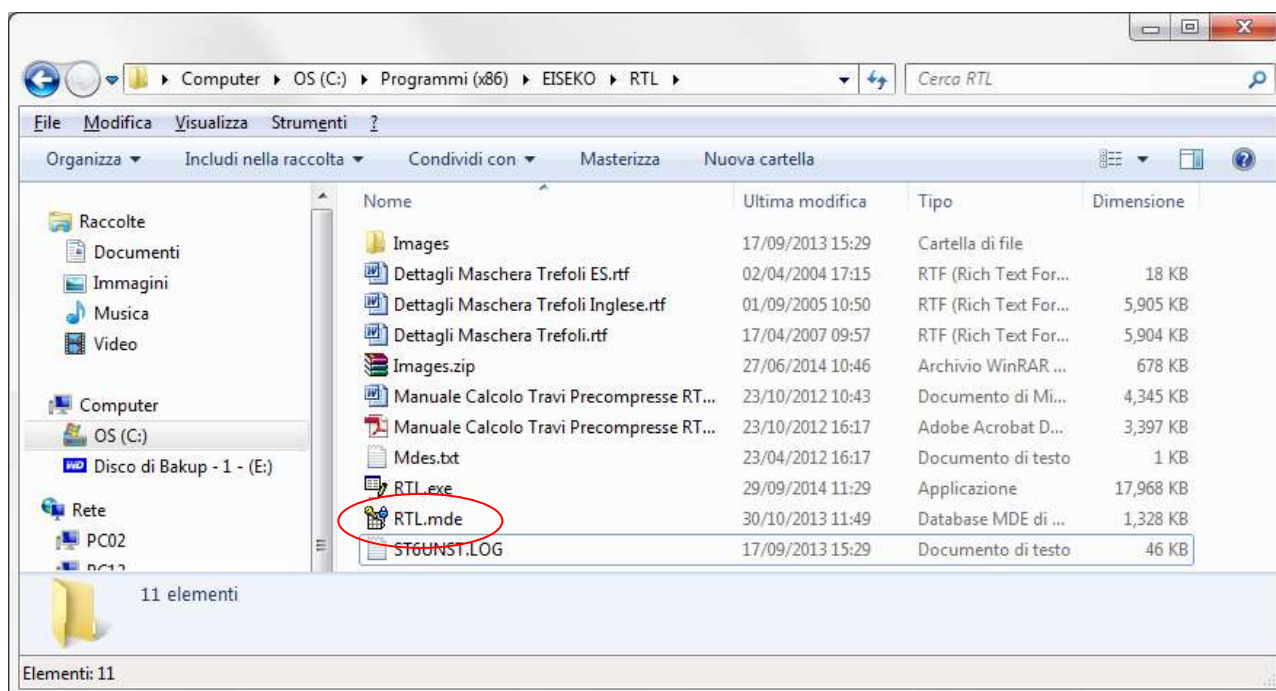 Computer OS (C:) Programmi (x86) EISEKO RTL Cerca RTL
File Modifica Visualizza Strumenti ?
Organizza Includi nella raccolta Condividi con Masterizza Nuova cartella
Raccolte
Documenti
Immagini
Musica
Video
Computer
OS (C:)
Disco di Bakup - 1 - (E:)
Rete
PC02
Nome Ultima modifica Tipo Dimensione
Images 17/09/2013 15:29 Cartella di file
Dettagli Maschera Trefoli ES.rtf 02/04/2004 17:15 RTF (Rich Text For... 18 KB
Dettagli Maschera Trefoli Inglese.rtf 01/09/2005 10:50 RTF (Rich Text For... 5,905 KB
Dettagli Maschera Trefoli.rtf 17/04/2007 09:57 RTF (Rich Text For... 5,904 KB
Images.zip 27/06/2014 10:46 Archivio WinRAR ... 678 KB
Manuale Calcolo Travi Precompresse RT... 23/10/2012 10:43 Documento di Mi... 4,345 KB
Manuale Calcolo Travi Precompresse RT... 23/10/2012 16:17 Adobe Acrobat D... 3,397 KB
Mdes.txt 23/04/2012 16:17 Documento di testo 1 KB
RTL.exe 29/09/2014 11:29 Applicazione 17,968 KB
RTL.mde 30/10/2013 11:49 Database MDE di ... 1,328 KB
ST6UNST.LOG 17/09/2013 15:29 Documento di testo 46 KB
11 elementi
Elementi: 11